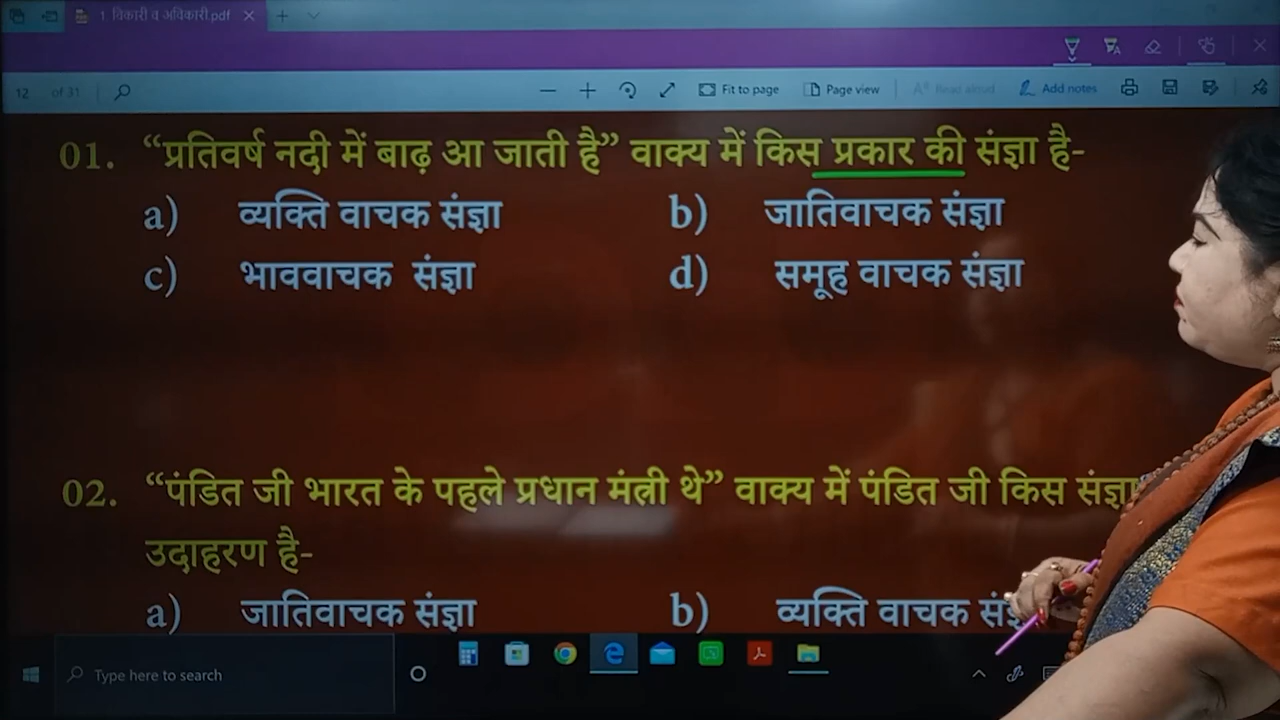 1. विकारी व अविकारी.pdf
12 of 31 Fit to page Page view Read aloud Add notes
01. “प्रतिवर्ष नदी में बाढ़ आ जाती है” वाक्य में किस प्रकार की संज्ञा है-
a) व्यक्ति वाचक संज्ञा b) जातिवाचक संज्ञा
c) भाववाचक संज्ञा d) समूह वाचक संज्ञा
02. “पंडित जी भारत के पहले प्रधान मंत्री थे” वाक्य में पंडित जी किस संज्ञा
उदाहरण है-
a) जातिवाचक संज्ञा b) व्यक्ति वाचक
Type here to search